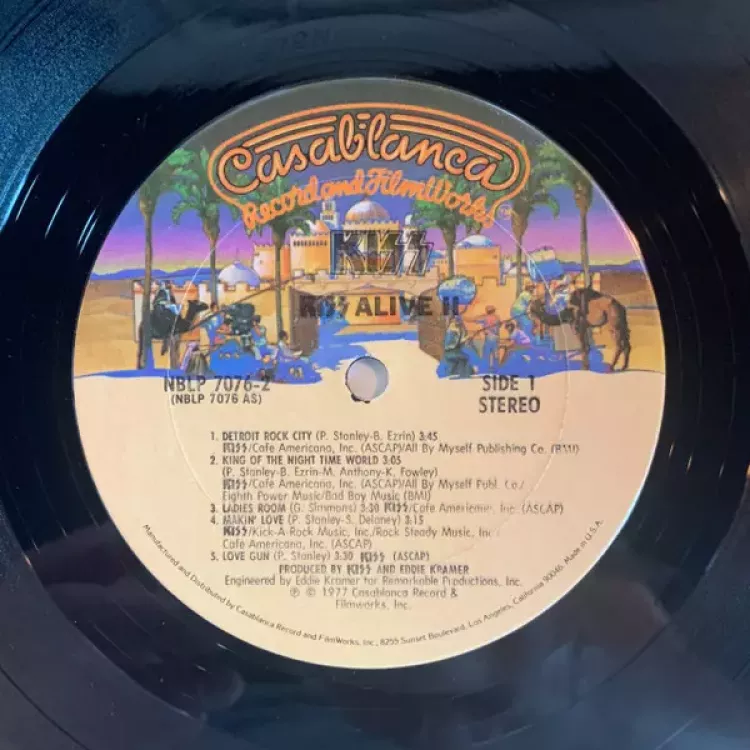 Casablanca
Record and FilmWorks
KISS
KISS ALIVE II
NBLP 7076-2
(NBLP 7076 AS)
SIDE 1
STEREO
1. DETROIT ROCK CITY (P. Stanley-B. Ezrin) 3:45
KISS/Cafe Americana, Inc. (ASCAP)/All By Myself Publishing Co. (BMI)
2. KING OF THE NIGHT TIME WORLD 3:05
(P. Stanley-B. Ezrin-M. Anthony-K. Fowley)
KISS/Cafe Americana, Inc. (ASCAP)/All By Myself Publ. Co./
Eighth Power Music/Bad Boy Music (BMI)
3. LADIES ROOM (G. Simmons) 3:30 KISS/Cafe Americana, Inc. (ASCAP)
4. MAKIN' LOVE (P. Stanley-S. Delaney) 3:15
KISS/Kick-A-Rock Music, Inc./Rock Steady Music, Inc.
Cafe Americana, Inc. (ASCAP)
5. LOVE GUN (P. Stanley) 3:30 KISS (ASCAP)
PRODUCED BY KISS AND EDDIE KRAMER
Engineered by Eddie Kramer for Remarkable Productions, Inc.
℗ © 1977 Casablanca Record &
Filmworks, Inc.
Manufactured and Distributed by Casablanca Record and FilmWorks, Inc., 8255 Sunset Boulevard, Los Angeles, California 90046 Made in U.S.A.